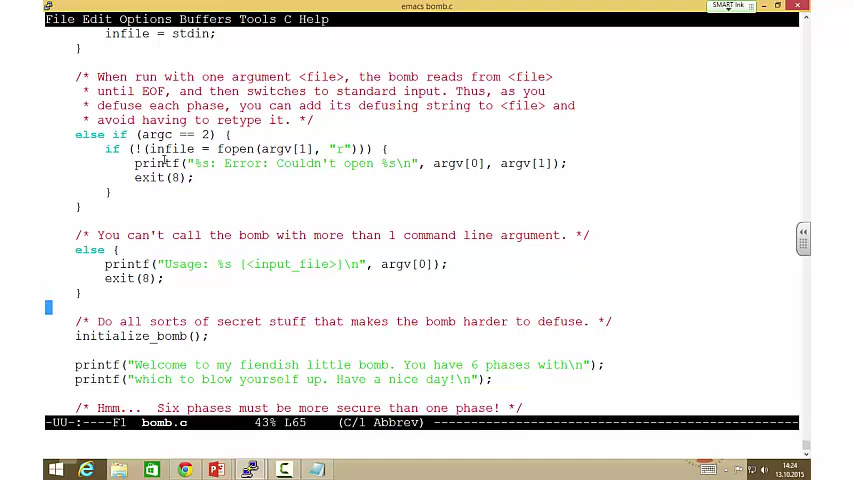 emacs bomb.c
SMART Ink
File Edit Options Buffers Tools C Help
infile = stdin;
}
/* When run with one argument <file>, the bomb reads from <file>
* until EOF, and then switches to standard input. Thus, as you
* defuse each phase, you can add its defusing string to <file> and
* avoid having to retype it. */
else if (argc == 2) {
if (!(infile = fopen(argv[1], "r"))) {
printf("%s: Error: Couldn't open %s\n", argv[0], argv[1]);
exit(8);
}
}
/* You can't call the bomb with more than 1 command line argument. */
else {
printf("Usage: %s [<input_file>]\n", argv[0]);
exit(8);
}
/* Do all sorts of secret stuff that makes the bomb harder to defuse. */
initialize_bomb();
printf("Welcome to my fiendish little bomb. You have 6 phases with\n");
printf("which to blow yourself up. Have a nice day!\n");
/* Hmm... Six phases must be more secure than one phase! */
-UU-:----F1 bomb.c 43% L65 (C/l Abbrev) ----------------------------------------
14:24
13.10.2015